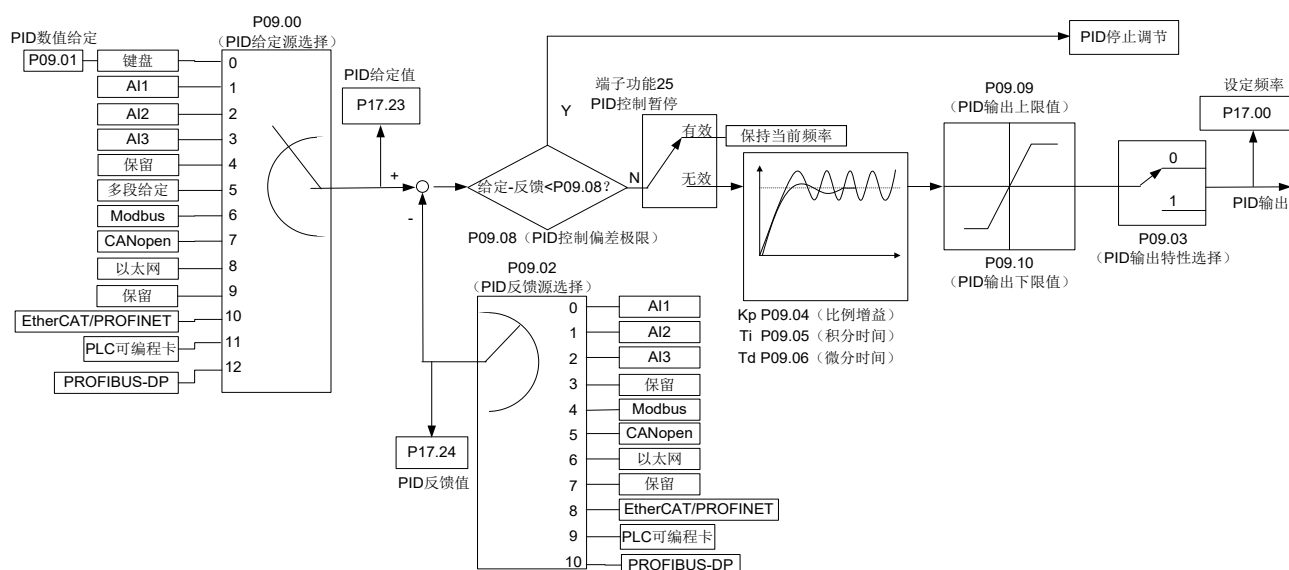 P09.00
（PID给定源选择）
PID数值给定
P09.01
键盘
0
AI1
1
AI2
2
AI3
3
保留
4
多段给定
5
Modbus
6
CANopen
7
以太网
8
保留
9
EtherCAT/PROFINET
10
PLC可编程卡
11
PROFIBUS-DP
12
PID给定值
P17.23
+
-
给定-反馈<P09.08？
P09.08（PID控制偏差极限）
Y
N
PID停止调节
端子功能25
PID控制暂停
有效
保持当前频率
无效
Kp P09.04（比例增益）
Ti P09.05（积分时间）
Td P09.06（微分时间）
P09.09
（PID输出上限值）
P09.10
（PID输出下限值）
0
1
P09.03
（PID输出特性选择）
设定频率
P17.00
PID输出
P09.02
（PID反馈源选择）
0
AI1
1
AI2
2
AI3
3
保留
4
Modbus
5
CANopen
6
以太网
7
保留
8
EtherCAT/PROFINET
9
PLC可编程卡
10
PROFIBUS-DP
P17.24
PID反馈值